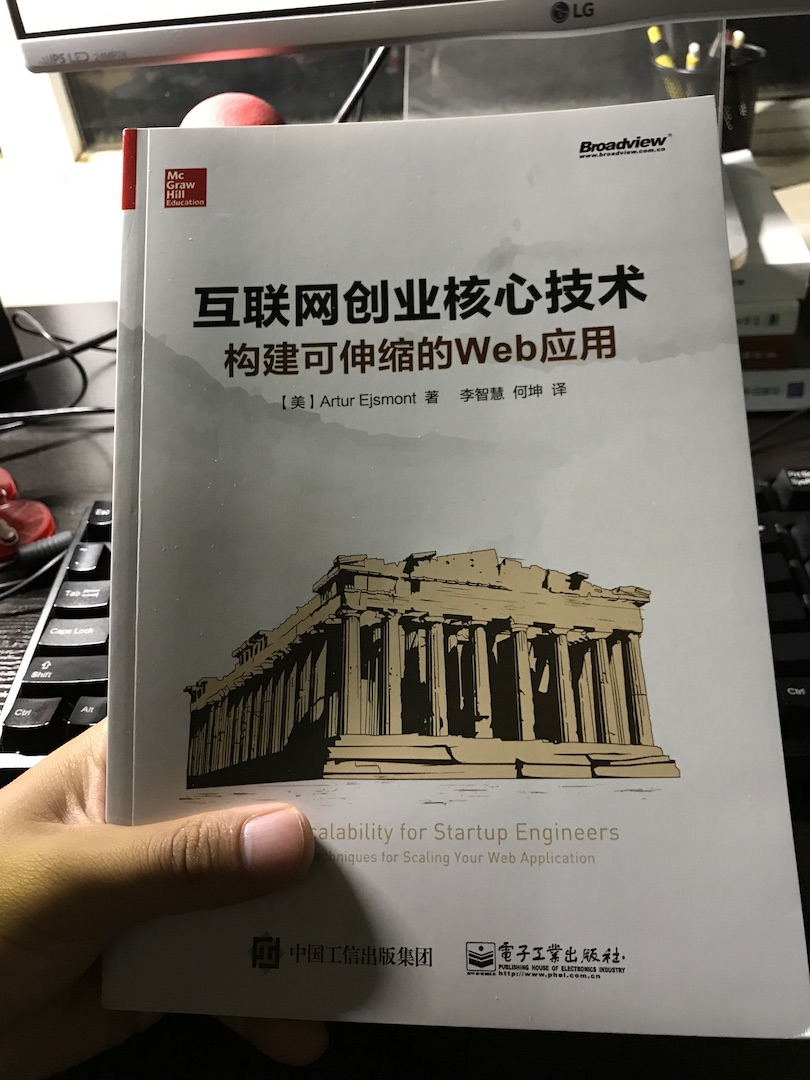 LG
IPS LED
Broadview®
www.broadview.com.cn
Mc
Graw
Hill
Education
互联网创业核心技术
构建可伸缩的Web应用
【美】Artur Ejsmont 著 李智慧 何坤 译
Esc
Tab
Caps Lock
Shift
Ctrl
Alt
Ctrl
calability for Startup Engineers
chniques for Scaling Your Web Application
中国工信出版集团
電子工業出版社.
PUBLISHING HOUSE OF ELECTRONICS INDUSTRY
http://www.phei.com.cn